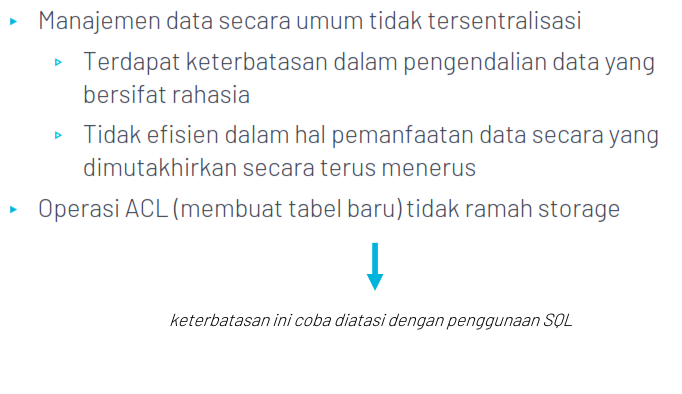 Manajemen data secara umum tidak tersentralisasi
Terdapat keterbatasan dalam pengendalian data yang
bersifat rahasia
Tidak efisien dalam hal pemanfaatan data secara yang
dimutakhirkan secara terus menerus
Operasi ACL (membuat tabel baru) tidak ramah storage
keterbatasan ini coba diatasi dengan penggunaan SQL